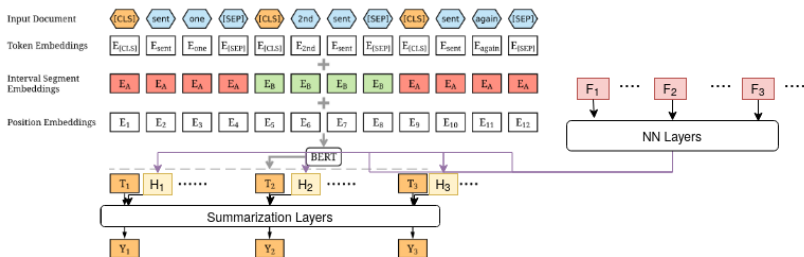 Input Document [CLS] sent one [SEP] [CLS] 2nd sent [SEP] [CLS] sent again [SEP]
Token Embeddings E[CLS] Esent Eone E[SEP] E[CLS] E2nd Esent E[SEP] E[CLS] Esent Eagain E[SEP]
+
Interval Segment
Embeddings EA EA EA EA EB EB EB EB EA EA EA EA
F1 .... F2 .... F3 ....
+
Position Embeddings E1 E2 E3 E4 E5 E6 E7 E8 E9 E10 E11 E12
NN Layers
BERT
T1 H1 ...... T2 H2 ...... T3 H3 ....
Summarization Layers
Y1 Y2 Y3